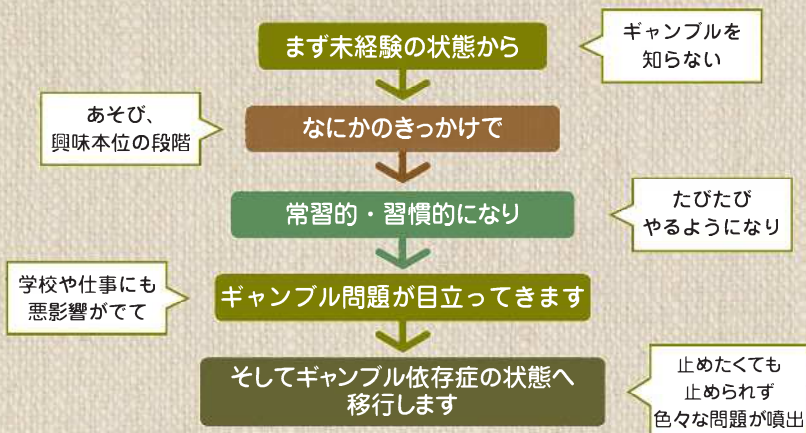 まず未経験の状態から
ギャンブルを
知らない
あそび、
興味本位の段階
なにかのきっかけで
常習的・習慣的になり
たびたび
やるようになり
学校や仕事にも
悪影響がでて
ギャンブル問題が目立ってきます
そしてギャンブル依存症の状態へ
移行します
止めたくても
止められず
色々な問題が噴出